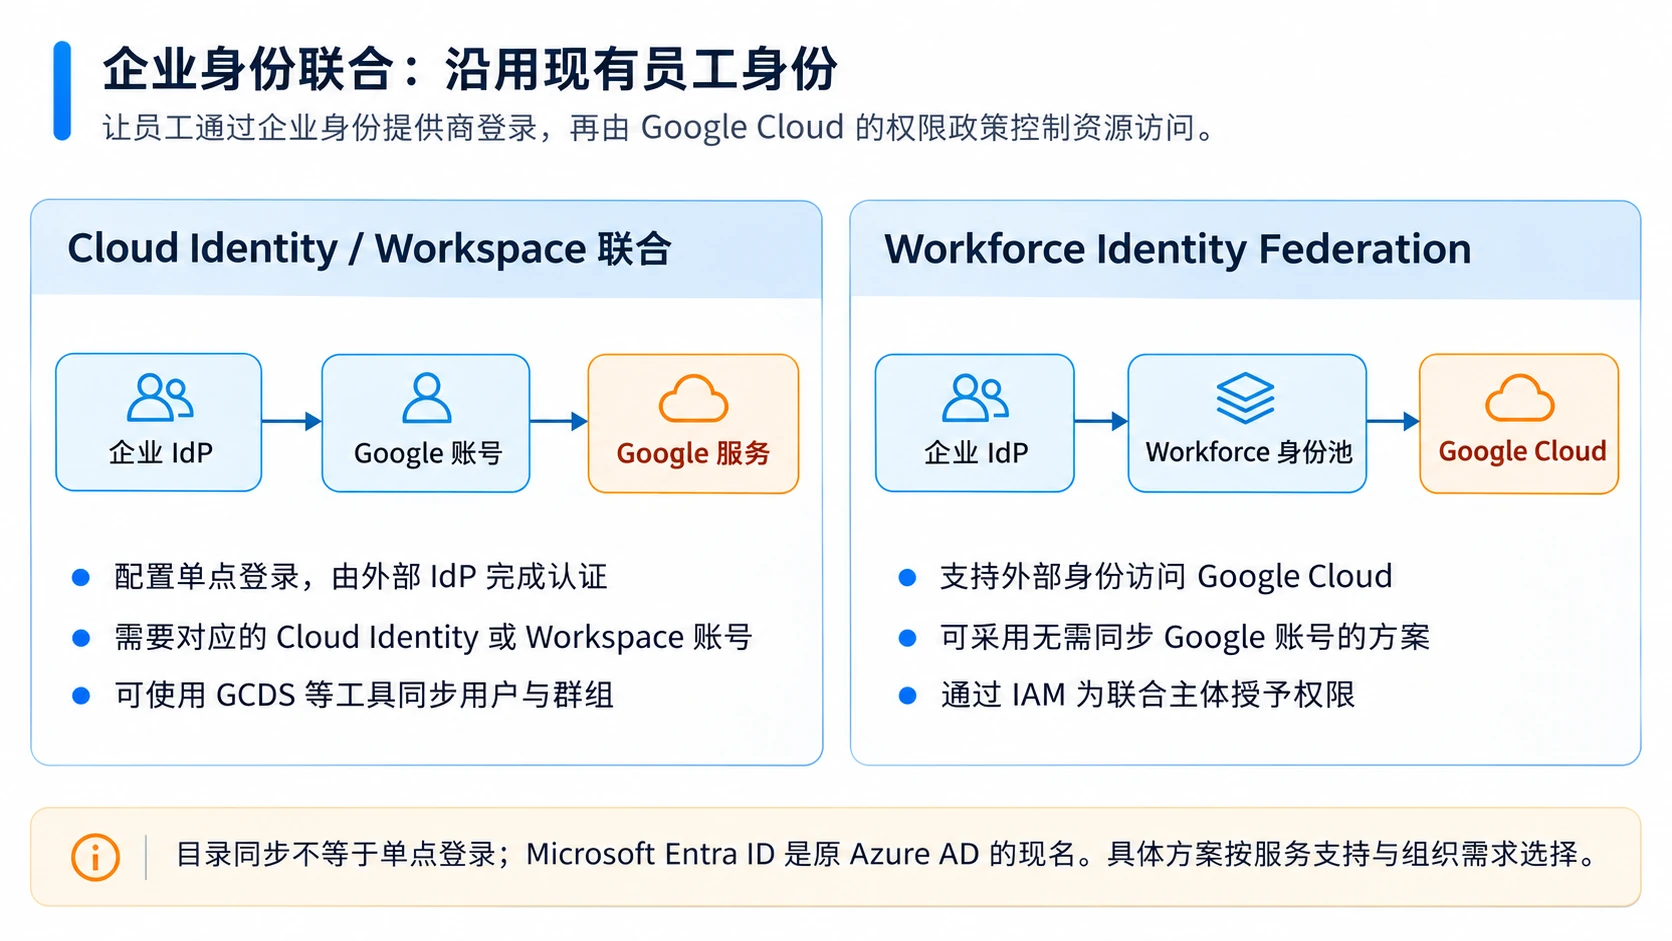 企业身份联合：沿用现有员工身份
让员工通过企业身份提供商登录，再由 Google Cloud 的权限政策控制资源访问。
Cloud Identity / Workspace 联合
企业 IdP
Google 账号
Google 服务
配置单点登录，由外部 IdP 完成认证
需要对应的 Cloud Identity 或 Workspace 账号
可使用 GCDS 等工具同步用户与群组
Workforce Identity Federation
企业 IdP
Workforce 身份池
Google Cloud
支持外部身份访问 Google Cloud
可采用无需同步 Google 账号的方案
通过 IAM 为联合主体授予权限
目录同步不等于单点登录；Microsoft Entra ID 是原 Azure AD 的现名。具体方案按服务支持与组织需求选择。